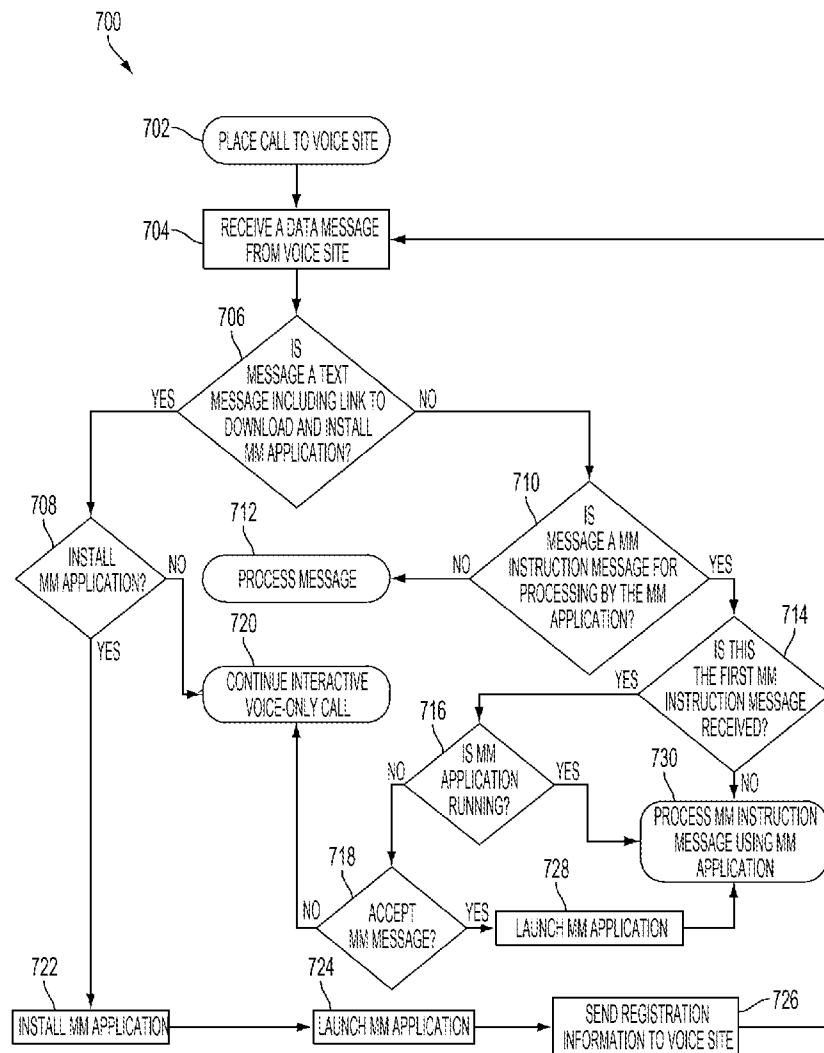 700
702
PLACE CALL TO VOICE SITE
704
RECEIVE A DATA MESSAGE
FROM VOICE SITE
706
IS
MESSAGE A TEXT
MESSAGE INCLUDING LINK TO
DOWNLOAD AND INSTALL
MM APPLICATION?
YES
NO
708
INSTALL
MM APPLICATION?
NO
YES
710
IS
MESSAGE A MM
INSTRUCTION MESSAGE FOR
PROCESSING BY THE MM
APPLICATION?
NO
YES
712
PROCESS MESSAGE
714
IS THIS
THE FIRST MM
INSTRUCTION MESSAGE
RECEIVED?
YES
NO
720
CONTINUE INTERACTIVE
VOICE-ONLY CALL
716
IS MM
APPLICATION
RUNNING?
NO
YES
730
PROCESS MM INSTRUCTION
MESSAGE USING MM
APPLICATION
718
ACCEPT
MM MESSAGE?
NO
YES
728
LAUNCH MM APPLICATION
722
INSTALL MM APPLICATION
724
LAUNCH MM APPLICATION
726
SEND REGISTRATION
INFORMATION TO VOICE SITE